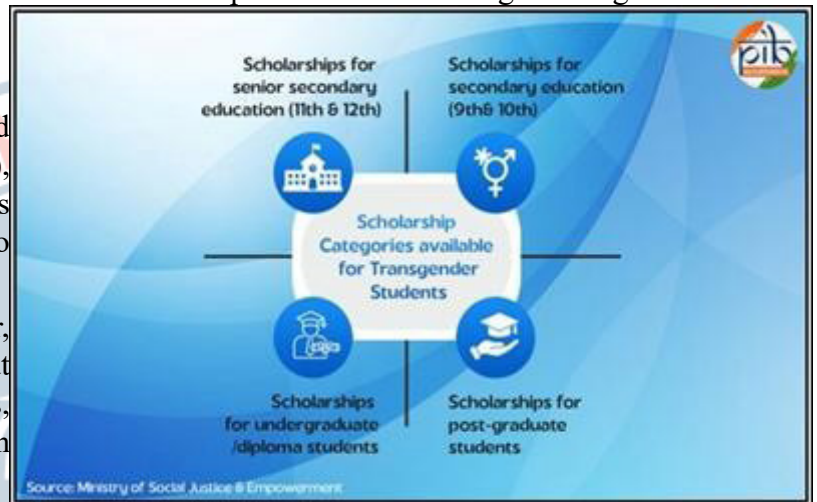 Scholarships for
senior secondary
education (11th & 12th)
Scholarships for
secondary education
(9th& 10th)
Scholarship
Categories available
for Transgender
Students
Scholarships
for undergraduate
/diploma students
Scholarships for
post-graduate
students
Source: Ministry of Social Justice & Empowerment
pib